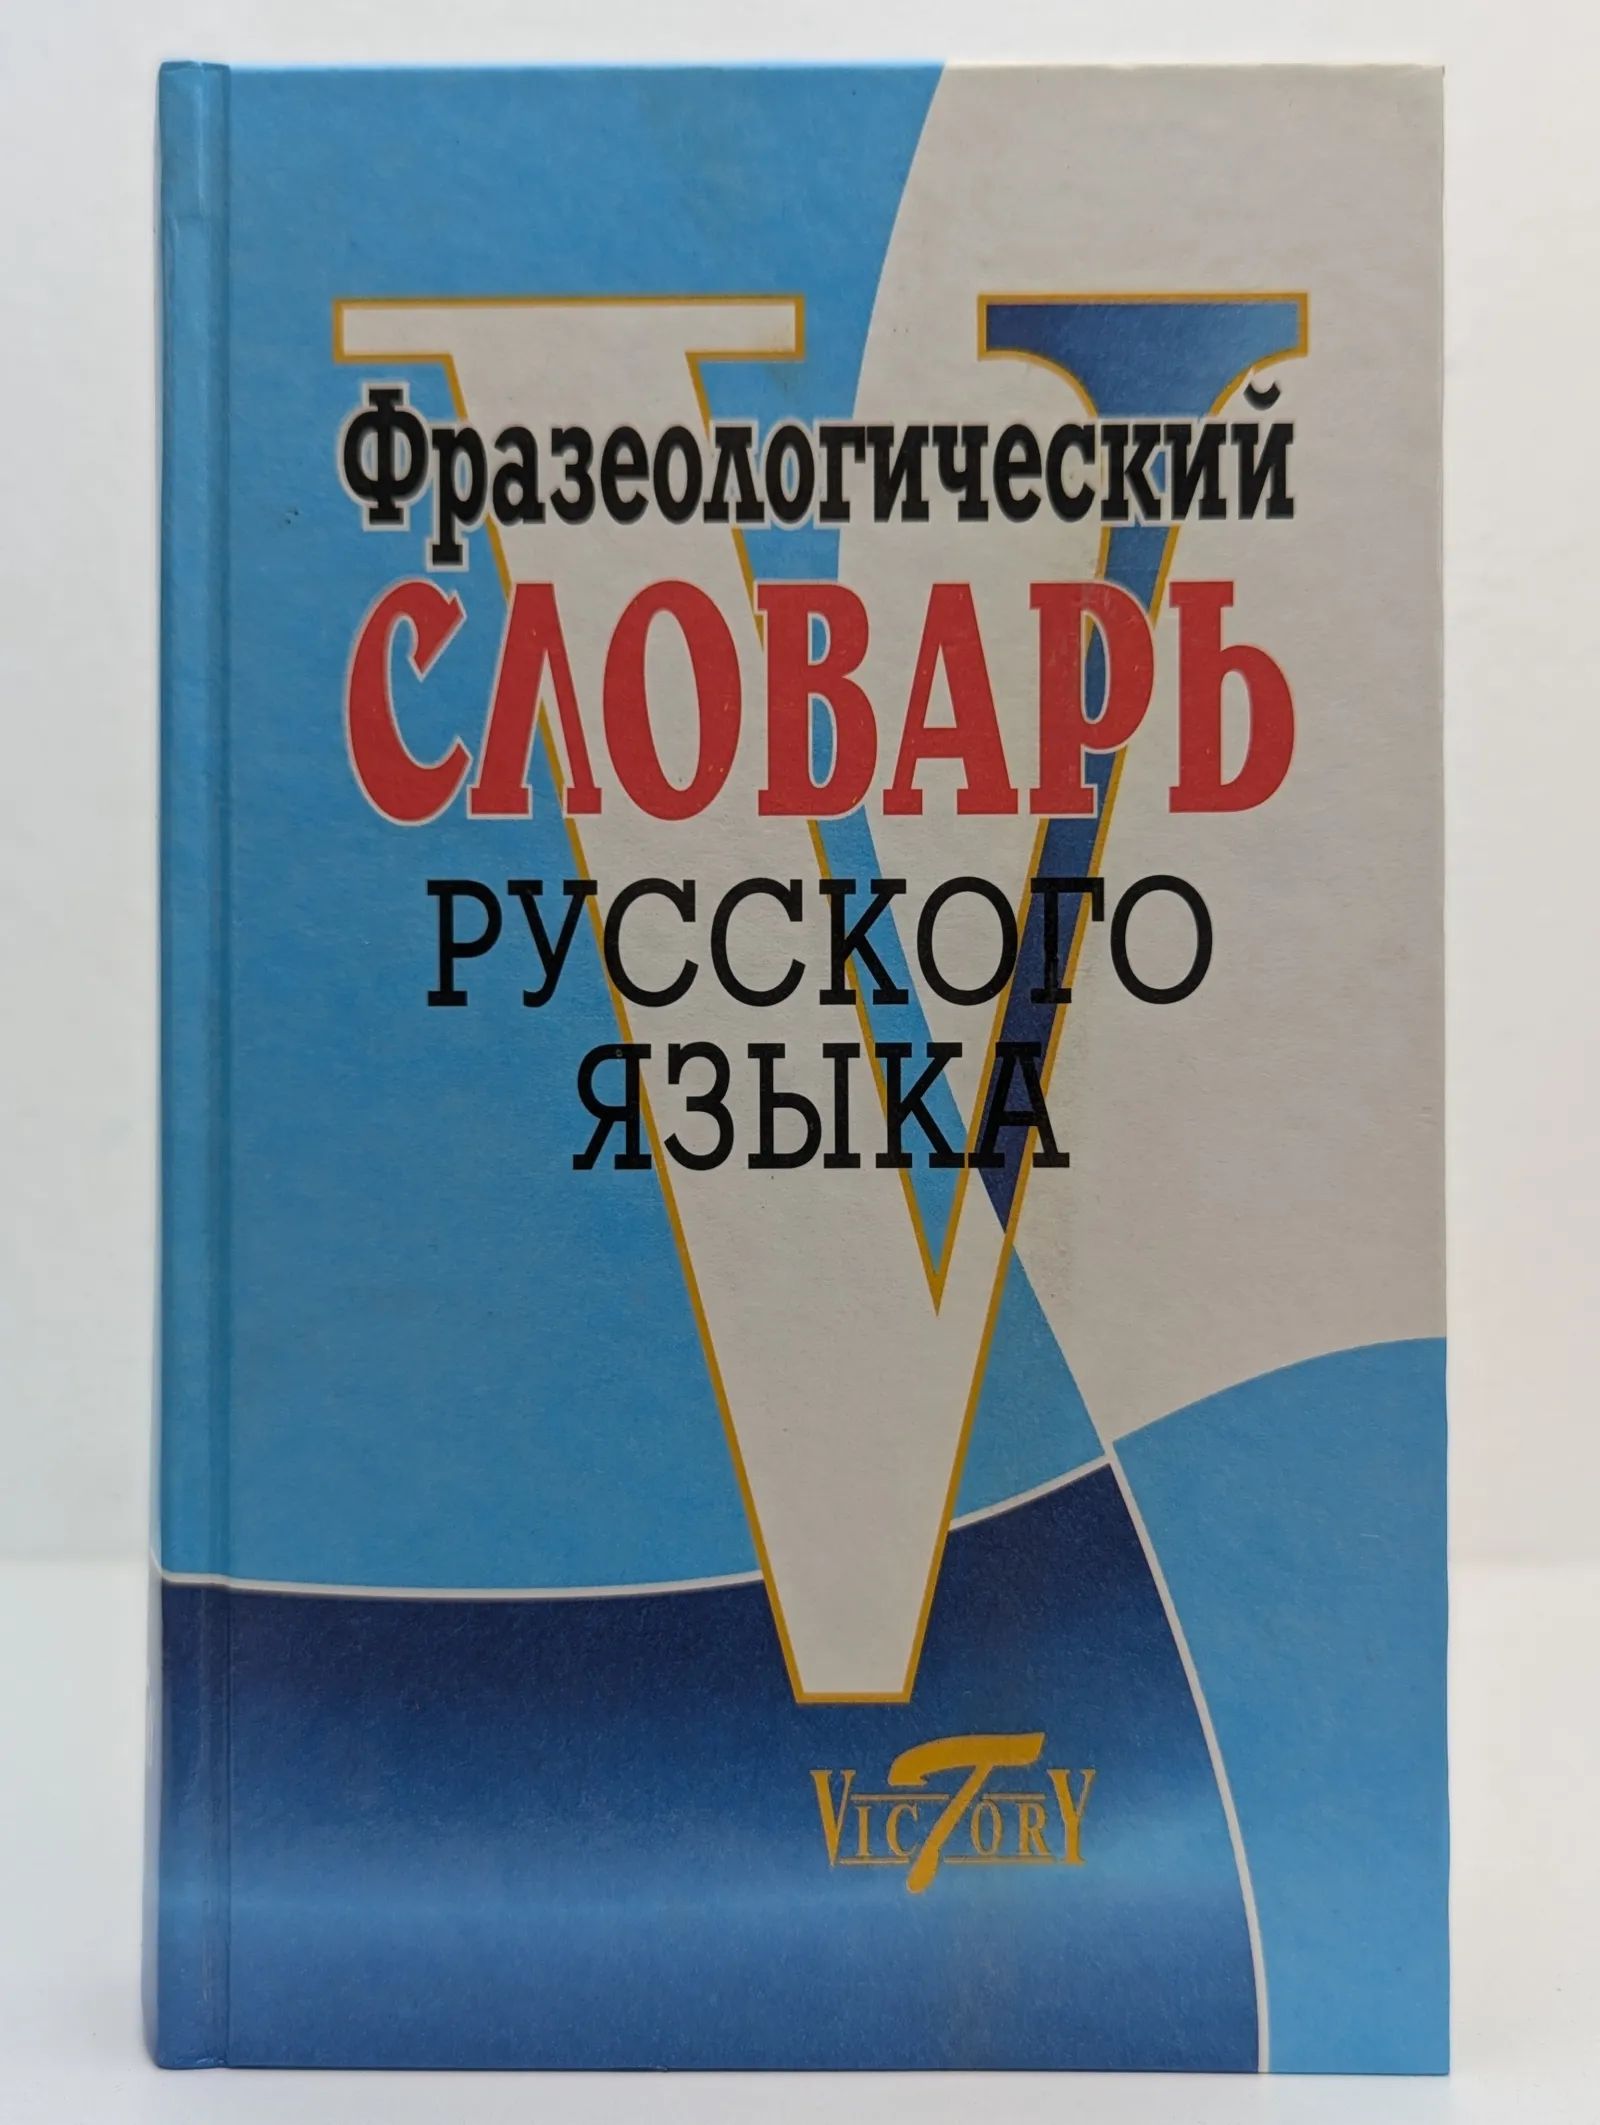 Фразеологический
СЛОВАРЬ
РУССКОГО
ЯЗЫКА
VICTORY